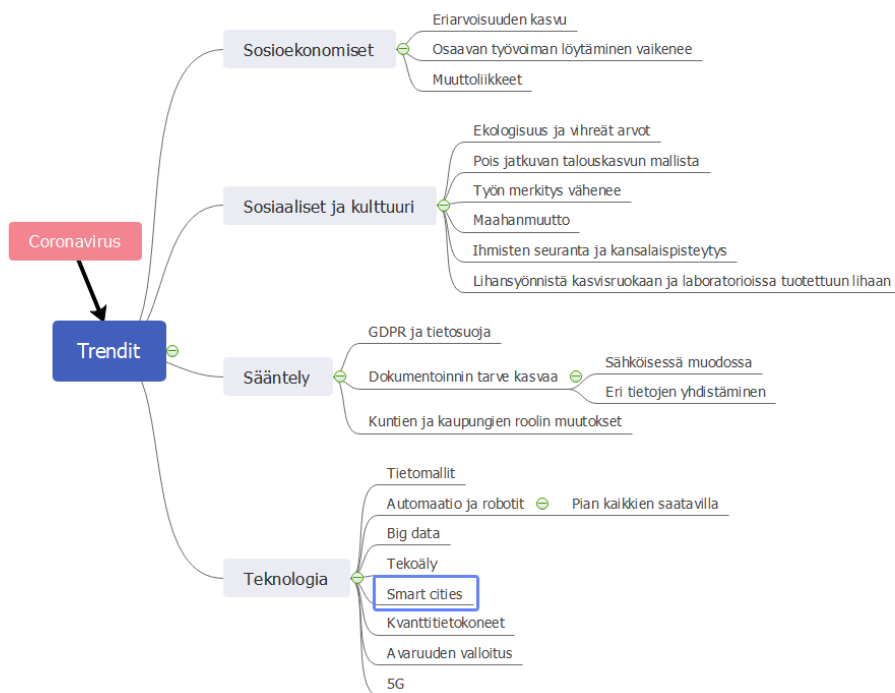 Coronavirus
Trendit
Sosioekonomiset
Eriarvoisuuden kasvu
Osaavan työvoiman löytäminen vaikenee
Muuttoliikkeet
Sosiaaliset ja kulttuuri
Ekologisuus ja vihreät arvot
Pois jatkuvan talouskasvun mallista
Työn merkitys vähenee
Maahanmuutto
Ihmisten seuranta ja kansalaispisteytys
Lihansyönnistä kasvisruokaan ja laboratorioissa tuotettuun lihaan
Sääntely
GDPR ja tietosuoja
Dokumentoinnin tarve kasvaa
Sähköisessä muodossa
Eri tietojen yhdistäminen
Kuntien ja kaupungien roolin muutokset
Teknologia
Tietomallit
Automaatio ja robotit
Pian kaikkien saatavilla
Big data
Tekoäly
Smart cities
Kvanttitietokoneet
Avaruuden valloitus
5G